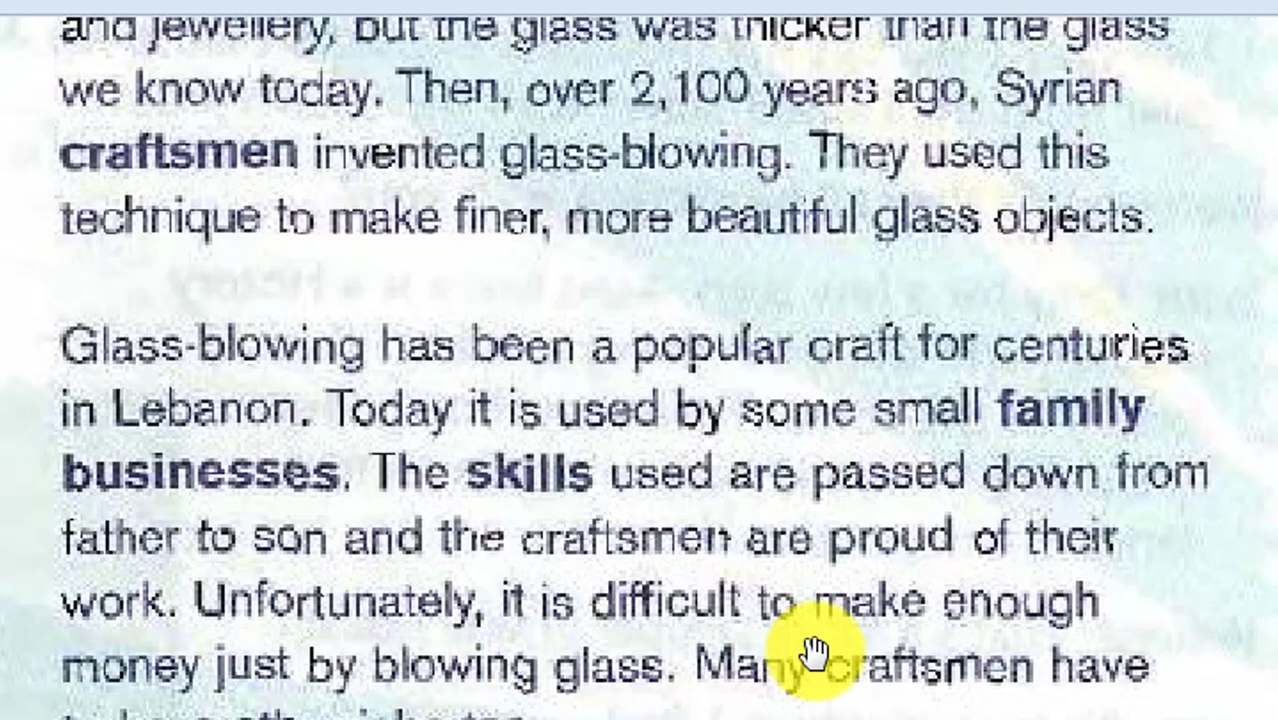 and jewellery, but the glass was thicker than the glass
we know today. Then, over 2,100 years ago, Syrian
craftsmen invented glass-blowing. They used this
technique to make finer, more beautiful glass objects.
Glass-blowing has been a popular craft for centuries
in Lebanon. Today it is used by some small family
businesses. The skills used are passed down from
father to son and the craftsmen are proud of their
work. Unfortunately, it is difficult to make enough
money just by blowing glass. Many craftsmen have